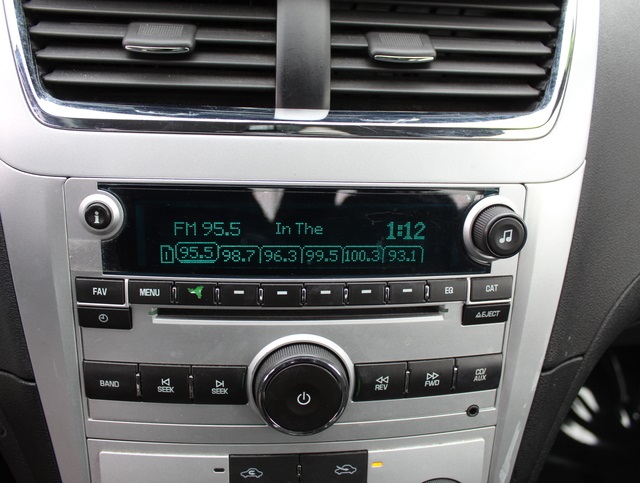 FM 95.5 In The 1:12
1 95.5 98.7 96.3 99.5 100.3 93.1
FAV MENU EQ CAT
EJECT
BAND SEEK SEEK REV FWD CD/
AUX